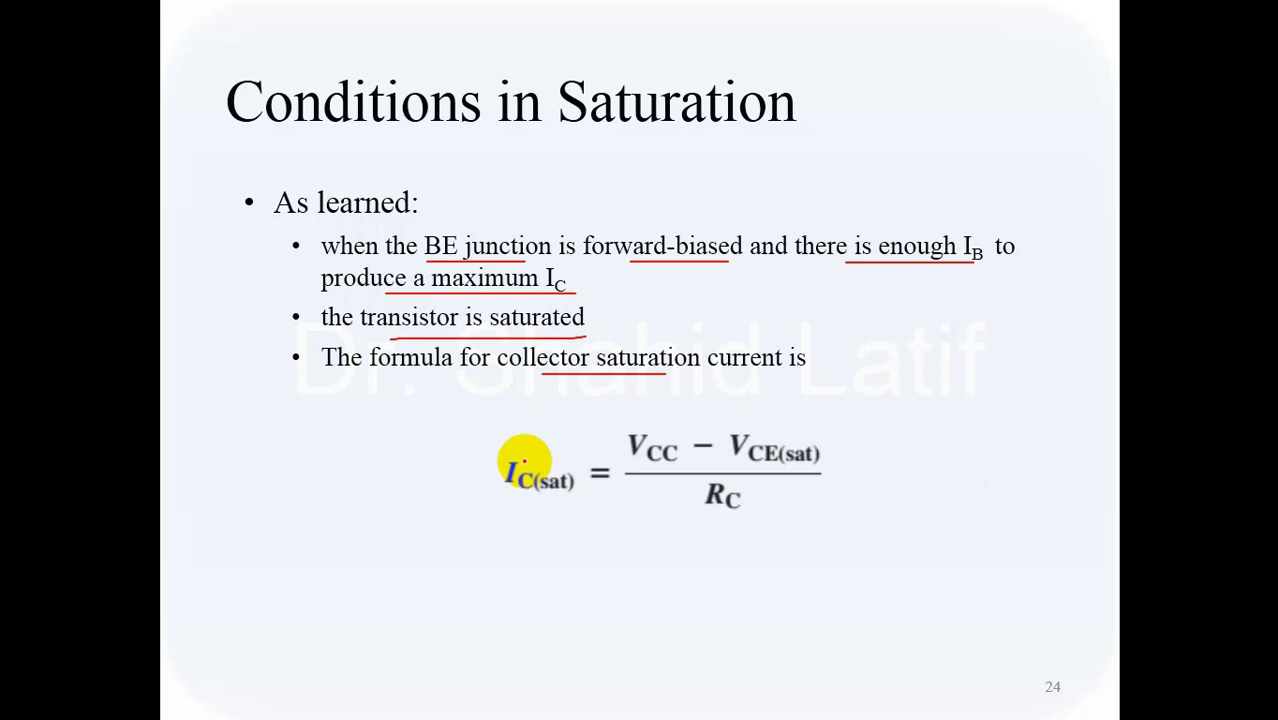 Conditions in Saturation
• As learned:
• when the BE junction is forward-biased and there is enough I_B to
produce a maximum I_C
• the transistor is saturated
• The formula for collector saturation current is
Dr. Shahid Latif
I_C(sat) = (V_CC − V_CE(sat)) / R_C
24